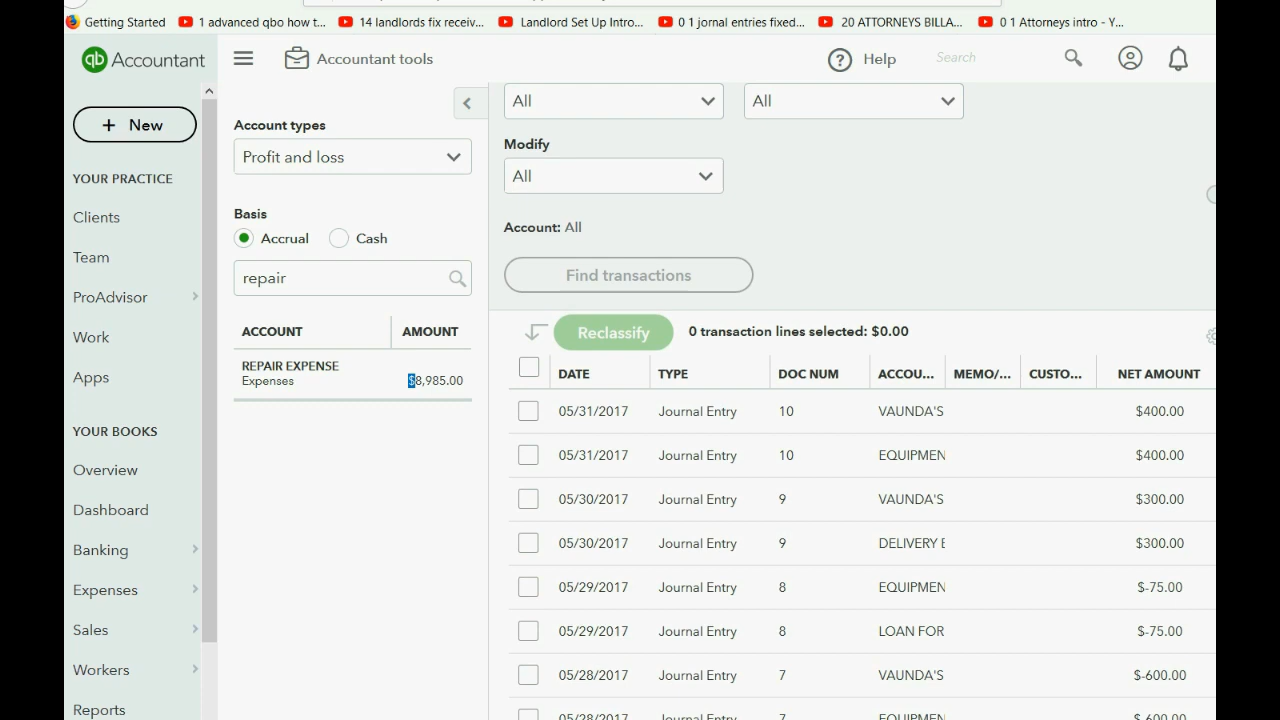 Getting Started 1 advanced qbo how t... 14 landlords fix receiv... Landlord Set Up Intro... 0 1 jornal entries fixed... 20 ATTORNEYS BILLA... 0 1 Attorneys intro - Y...
qb Accountant Accountant tools ? Help Search
+ New
YOUR PRACTICE
Clients
Team
ProAdvisor
Work
Apps
YOUR BOOKS
Overview
Dashboard
Banking
Expenses
Sales
Workers
Reports
Account types
Profit and loss
Basis
Accrual Cash
repair
ACCOUNT AMOUNT
REPAIR EXPENSE
Expenses $8,985.00
All All
Modify
All
Account: All
Find transactions
Reclassify 0 transaction lines selected: $0.00
DATE TYPE DOC NUM ACCOU... MEMO/... CUSTO... NET AMOUNT
05/31/2017 Journal Entry 10 VAUNDA'S $400.00
05/31/2017 Journal Entry 10 EQUIPMEN $400.00
05/30/2017 Journal Entry 9 VAUNDA'S $300.00
05/30/2017 Journal Entry 9 DELIVERY E $300.00
05/29/2017 Journal Entry 8 EQUIPMEN $-75.00
05/29/2017 Journal Entry 8 LOAN FOR $-75.00
05/28/2017 Journal Entry 7 VAUNDA'S $-600.00